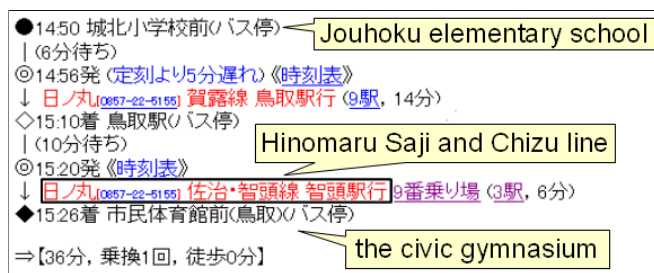 ●14:50 城北小学校前(バス停)
Jouhoku elementary school
｜(6分待ち)
◎14:56発 (定刻より5分遅れ) 《時刻表》
↓ 日ノ丸[0857-22-5155] 賀露線 鳥取駅行 (9駅, 14分)
◇15:10着 鳥取駅(バス停)
｜(10分待ち)
Hinomaru Saji and Chizu line
◎15:20発 《時刻表》
↓ 日ノ丸[0857-22-5155] 佐治・智頭線 智頭駅行 9番乗り場 (3駅, 6分)
◆15:26着 市民体育館前(鳥取)(バス停)
the civic gymnasium
⇒【36分, 乗換1回, 徒歩0分】